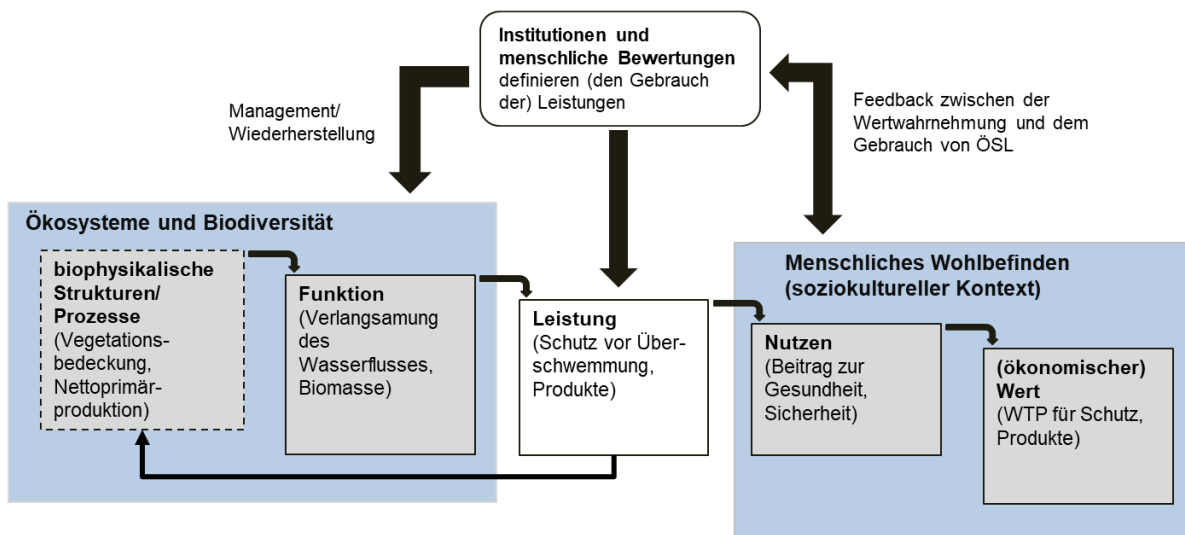 Institutionen und
menschliche Bewertungen
definieren (den Gebrauch
der) Leistungen
Management/
Wiederherstellung
Feedback zwischen der
Wertwahrnehmung und dem
Gebrauch von ÖSL
Ökosysteme und Biodiversität
biophysikalische
Strukturen/
Prozesse
(Vegetations-
bedeckung,
Nettoprimär-
produktion)
Funktion
(Verlangsamung
des
Wasserflusses,
Biomasse)
Leistung
(Schutz vor Über-
schwemmung,
Produkte)
Menschliches Wohlbefinden
(soziokultureller Kontext)
Nutzen
(Beitrag zur
Gesundheit,
Sicherheit)
(ökonomischer)
Wert
(WTP für Schutz,
Produkte)